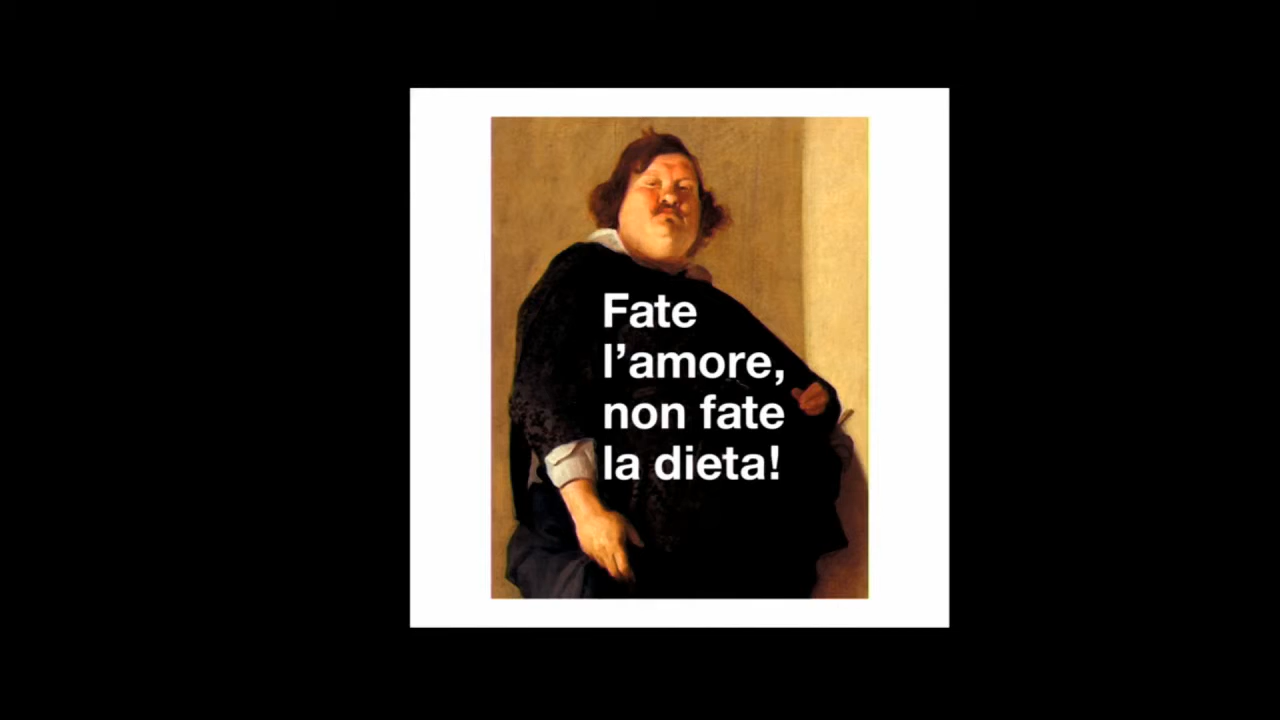 Fate
l’amore,
non fate
la dieta!